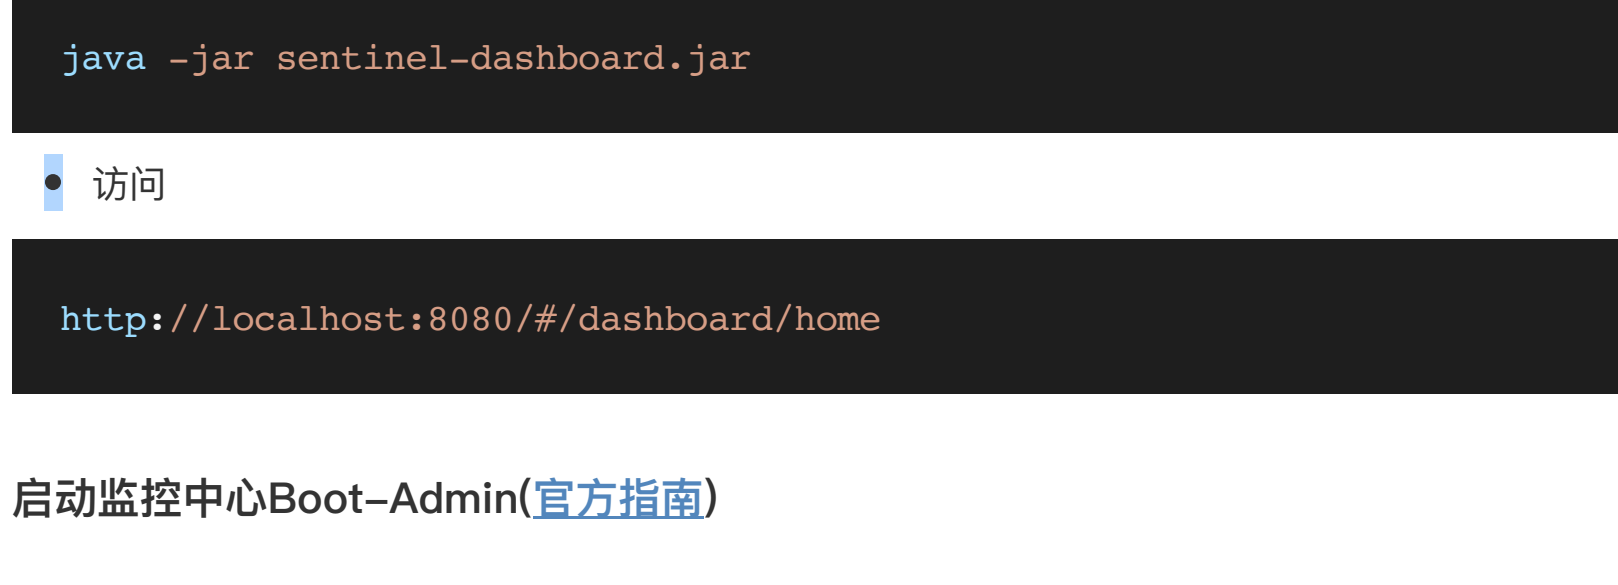 java -jar sentinel-dashboard.jar
• 访问
http://localhost:8080/#/dashboard/home
启动监控中心Boot-Admin(官方指南)